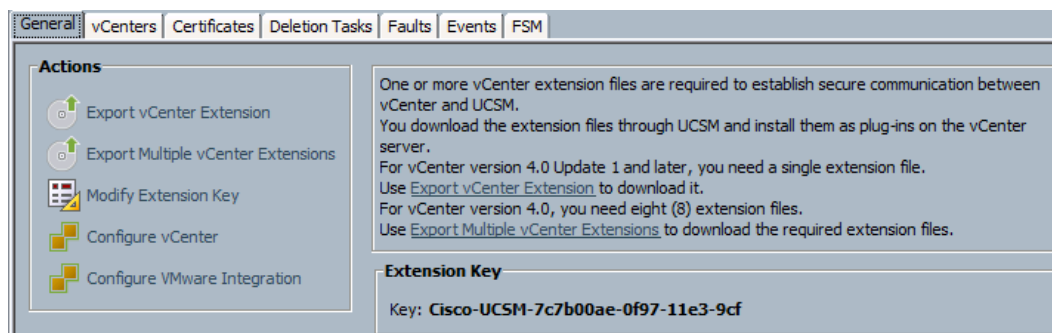 General vCenters Certificates Deletion Tasks Faults Events FSM
Actions
Export vCenter Extension
Export Multiple vCenter Extensions
Modify Extension Key
Configure vCenter
Configure VMware Integration
One or more vCenter extension files are required to establish secure communication between
vCenter and UCSM.
You download the extension files through UCSM and install them as plug-ins on the vCenter
server.
For vCenter version 4.0 Update 1 and later, you need a single extension file.
Use Export vCenter Extension to download it.
For vCenter version 4.0, you need eight (8) extension files.
Use Export Multiple vCenter Extensions to download the required extension files.
Extension Key
Key: Cisco-UCSM-7c7b00ae-0f97-11e3-9cf